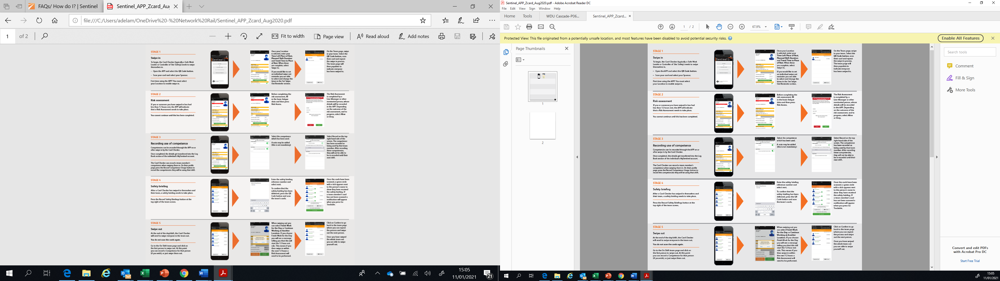 FAQs/ How do I? | Sentinel
Sentinel_APP_Zcard_Aug
file:///C:/Users/adelam/OneDrive%20-%20Network%20Rail/Sentinel_APP_Zcard_Aug2020.pdf
1 of 2
Fit to width
Page view
Read aloud
Add notes
STAGE 1
Swipe in
To begin, the Card Checker (typically a Safe Work
Leader or Controller of Site Safety) needs to swipe
themselves in.
– Open the APP and select the QR Code button.
– Scan your card and select your Sponsor.
First time using the APP? You must select
your Location to enable swipe in.
Sentinel
Once your Location
is selected, enter your
Time Left Place of Rest,
Planned Shift Duration
and Travel Time to Place
of Rest. When these
are complete, select
Swipe In.
If you would like to set
an individual swipe out
reminder you are able
to select and change the
times in the Set Swipe
Out Reminder section.
On the Team page, swipe
in your team. Select the
QR Code button, scan
their card and repeat
the swipe in process.
The team page will
then populate to
indicate everyone
has been swiped in.
STAGE 2
Risk assessment
If you or someone you have swiped in has had
less than 12 hours rest, the APP will indicate
that a Risk Assessment needs to take place.
You cannot continue until this has been completed.
Before completing the
risk assessment, fill
in the basic fatigue
data and then press
Risk Assess.
The Risk Assessment
is completed by a
Line Manager or other
nominated person, whose
details will be recorded
in the APP. Depending
on the outcome of the
risk assessment, and to
progress, select Allow
or Deny.
STAGE 3
Recording use of competence
Competencies can be recorded through the APP on or
after swipe in by the Card Checker.
Once completed, the details get transferred into the Log
Book section of the individual's MySentinel account.
The Card Checker can record a team member's
competence when swiping them in. On their profile
page press the Record Competence Usage button to
record the competencies they will be using that shift.
Select the competence
which has been used.
A note may be added
(this is not mandatory)
Select Record on the top
right hand side of the
screen. The competence
has been recorded as
being used by that team
member. After recording
these competencies,
they will not be able to
be re-recorded until their
next shift.
STAGE 4
Safety briefing
After a Card Checker has swiped in themselves and
their team, a safety briefing needs to take place.
Press the Record Safety Briefings button at the
top right of the team screen.
Enter the safety briefing
reference number and
select next.
To confirm that the
safety briefing has been
delivered, press the QR
Code button and scan
the team's cards.
Once the cards have been
scanned, a green circle
with a tick appears next
to the person's name to
show they have received
the safety briefing. If
a team member's card
has not been scanned a
notification will appear
when you press Go
Trackside.
STAGE 5
Swipe out
At the end of the day/shift, the Card Checker
will need to swipe everyone in the team out.
You do not scan the cards again.
Go to the On Shift team page and click on
the first person to swipe out. At this point
you can record a Competence for that person
(if you wish), or just swipe them out.
When swiping out you
can select Finish Work
for the Day or Continue
Working at Another
Location. If you choose
Finish Work for the Day
you will see a message
telling you that this will
start the 12-hour rest
rule. This means if you
then swipe in within
the next 12 hours a
Risk Assessment will
need to be performed.
Click on Confirm to go
back to the team page
where you can repeat
the process and swipe
out the next person.
Once you have swiped
the whole team out
you are able to swipe
yourself out.
15:05
11/01/2021
21
Sentinel_APP_Zcard_Aug2020.pdf - Adobe Acrobat Reader DC
File Edit View Sign Window Help
Home Tools WDU Cascade-P06... Sentinel_APP_Zcard...
1 / 2
67.9%
Protected View: This file originated from a potentially unsafe location, and most features have been disabled to avoid potential security risks.
Enable All Features
Page Thumbnails
1
2
STAGE 1
Swipe in
To begin, the Card Checker (typically a Safe Work
Leader or Controller of Site Safety) needs to swipe
themselves in.
– Open the APP and select the QR Code button.
– Scan your card and select your Sponsor.
First time using the APP? You must select
your Location to enable swipe in.
Sentinel
Once your Location
is selected, enter your
Time Left Place of Rest,
Planned Shift Duration
and Travel Time to Place
of Rest. When these
are complete, select
Swipe In.
If you would like to set
an individual swipe out
reminder you are able
to select and change the
times in the Set Swipe
Out Reminder section.
On the Team page, swipe
in your team. Select the
QR Code button, scan
their card and repeat
the swipe in process.
The team page will
then populate to
indicate everyone
has been swiped in.
STAGE 2
Risk assessment
If you or someone you have swiped in has had
less than 12 hours rest, the APP will indicate
that a Risk Assessment needs to take place.
You cannot continue until this has been completed.
Before completing the
risk assessment, fill
in the basic fatigue
data and then press
Risk Assess.
The Risk Assessment
is completed by a
Line Manager or other
nominated person, whose
details will be recorded
in the APP. Depending
on the outcome of the
risk assessment, and to
progress, select Allow
or Deny.
STAGE 3
Recording use of competence
Competencies can be recorded through the APP on or
after swipe in by the Card Checker.
Once completed, the details get transferred into the Log
Book section of the individual's MySentinel account.
The Card Checker can record a team member's
competence when swiping them in. On their profile
page press the Record Competence Usage button to
record the competencies they will be using that shift.
Select the competence
which has been used.
A note may be added
(this is not mandatory)
Select Record on the top
right-hand side of the
screen. The competence
has been recorded as
being used by that team
member. After recording
these competencies,
they will not be able to
be re-recorded until their
next shift.
STAGE 4
Safety briefing
After a Card Checker has swiped in themselves and
their team, a safety briefing needs to take place.
Press the Record Safety Briefings button at the
top right of the team screen.
Enter the safety briefing
reference number and
select next.
To confirm that the
safety briefing has been
delivered, press the QR
Code button and scan
the team's cards.
Once the cards have been
scanned, a green circle
with a tick appears next
to the person's name to
show they have received
the safety briefing. If
a team member's card
has not been scanned a
notification will appear
when you press Go
Trackside.
STAGE 5
Swipe out
At the end of the day/shift, the Card Checker
will need to swipe everyone in the team out.
You do not scan the cards again.
Go to the On Shift team page and click on
the first person to swipe out. At this point
you can record a Competence for that person
(if you wish), or just swipe them out.
When swiping out you
can select Finish Work
for the Day or Continue
Working at Another
Location. If you choose
Finish Work for the Day
you will see a message
telling you that this will
start the 12-hour rest
rule. This means if you
then swipe in within
the next 12 hours a
Risk Assessment will
need to be performed.
Click on Confirm to go
back to the team page
where you can repeat
the process and swipe
out the next person.
Once you have swiped
the whole team out
you are able to swipe
yourself out.
Search tools
Comment
Fill & Sign
More Tools
Convert and edit PDFs
with Acrobat Pro DC
Start Free Trial
15:05
11/01/2021